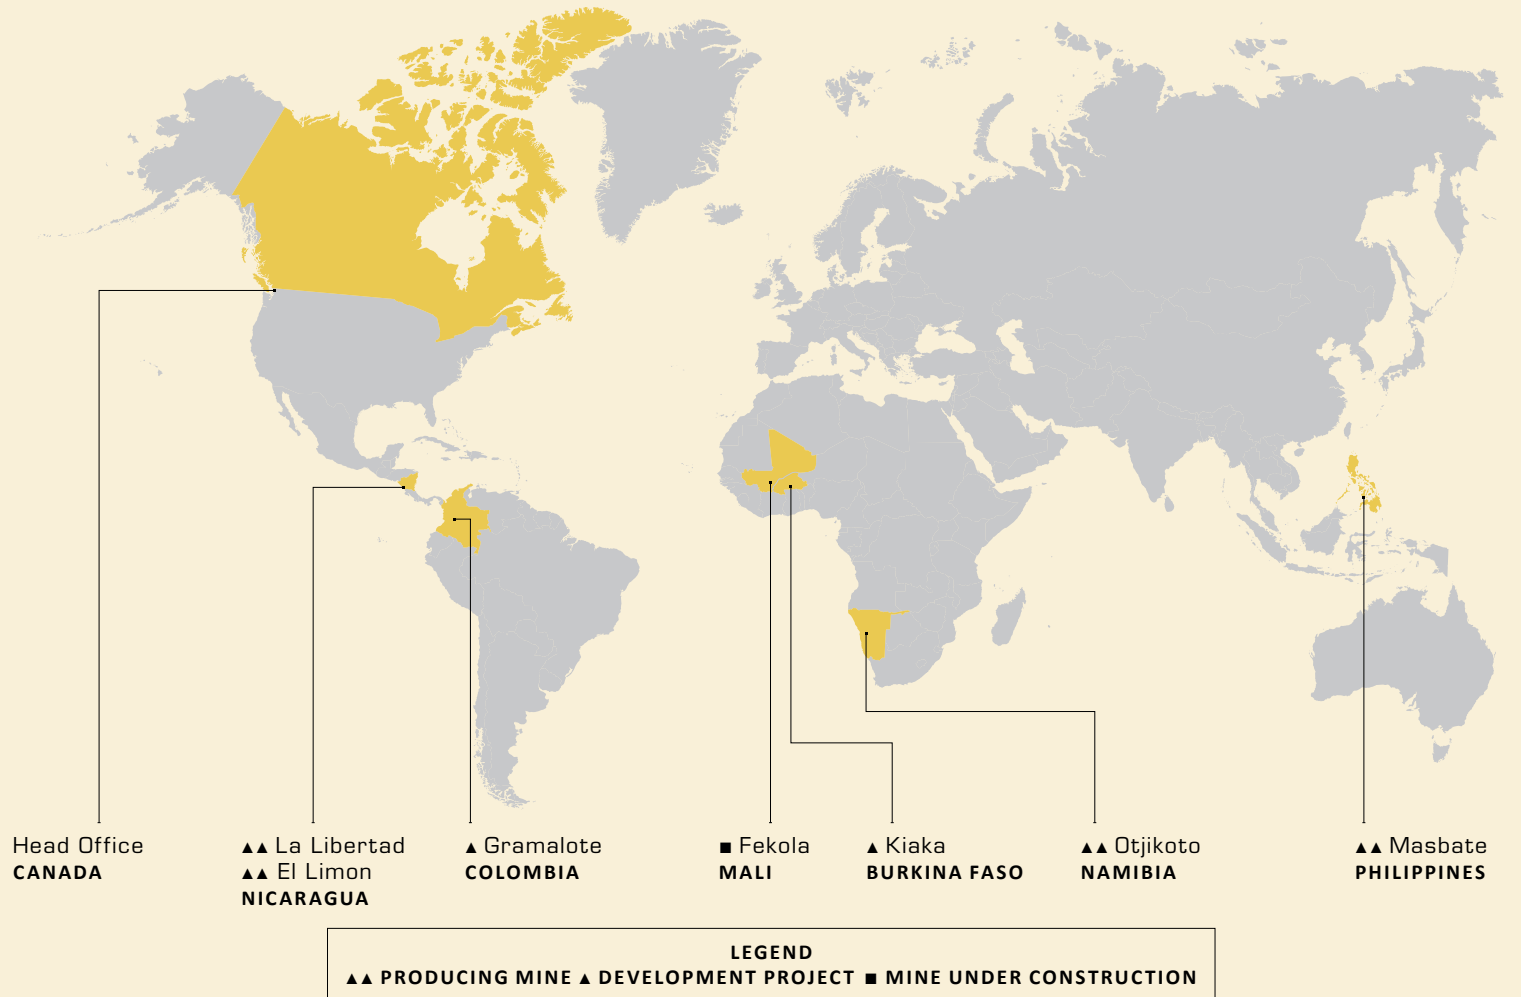 Head Office
CANADA
▲▲ La Libertad
▲▲ El Limon
NICARAGUA
▲ Gramalote
COLOMBIA
■ Fekola
MALI
▲ Kiaka
BURKINA FASO
▲▲ Otjikoto
NAMIBIA
▲▲ Masbate
PHILIPPINES
LEGEND
▲▲ PRODUCING MINE ▲ DEVELOPMENT PROJECT ■ MINE UNDER CONSTRUCTION